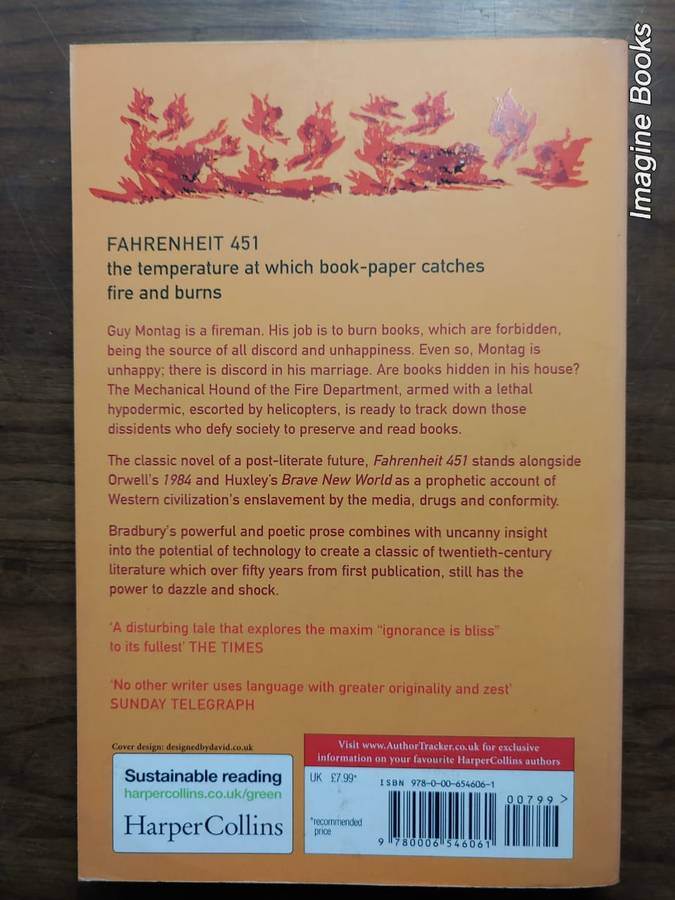 Imagine Books
FAHRENHEIT 451
the temperature at which book-paper catches
fire and burns
Guy Montag is a fireman. His job is to burn books, which are forbidden,
being the source of all discord and unhappiness. Even so, Montag is
unhappy; there is discord in his marriage. Are books hidden in his house?
The Mechanical Hound of the Fire Department, armed with a lethal
hypodermic, escorted by helicopters, is ready to track down those
dissidents who defy society to preserve and read books.
The classic novel of a post-literate future, Fahrenheit 451 stands alongside
Orwell's 1984 and Huxley's Brave New World as a prophetic account of
Western civilization's enslavement by the media, drugs and conformity.
Bradbury's powerful and poetic prose combines with uncanny insight
into the potential of technology to create a classic of twentieth-century
literature which over fifty years from first publication, still has the
power to dazzle and shock.
'A disturbing tale that explores the maxim "ignorance is bliss"
to its fullest' THE TIMES
'No other writer uses language with greater originality and zest'
SUNDAY TELEGRAPH
Cover design: designedbydavid.co.uk
Sustainable reading
harpercollins.co.uk/green
HarperCollins
Visit www.AuthorTracker.co.uk for exclusive
information on your favourite HarperCollins authors
UK £7.99*
*recommended
price
ISBN 978-0-00-654606-1
00799 >
9 780006 546061